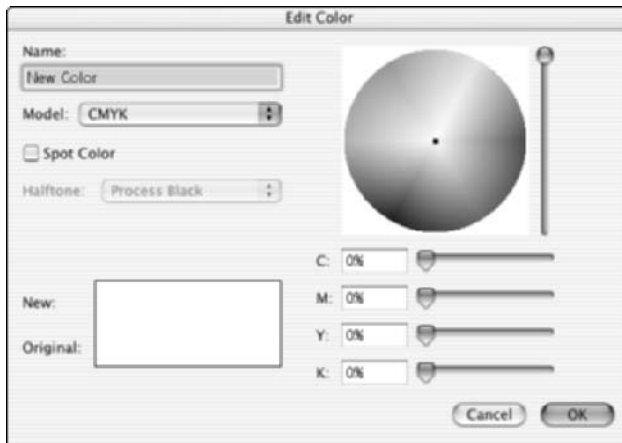 Edit Color
Name:
New Color
Model: CMYK
Spot Color
Halftone: Process Black
C: 0%
M: 0%
Y: 0%
K: 0%
New:
Original:
Cancel
OK